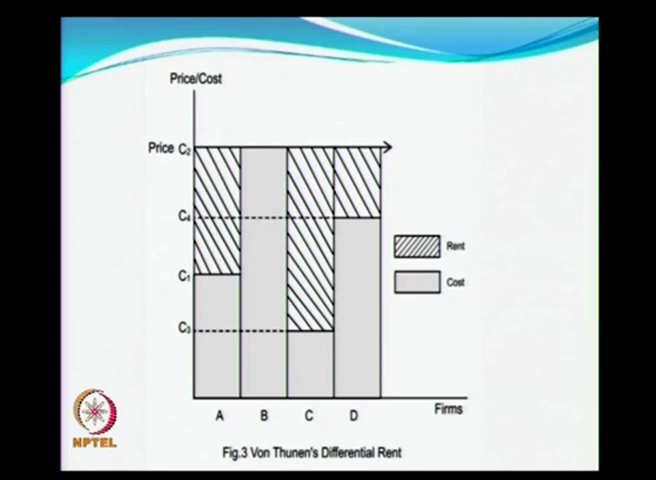 Price/Cost
Price C₂
C₄
C₁
C₃
Rent
Cost
A B C D
Firms
NPTEL
Fig.3 Von Thunen's Differential Rent